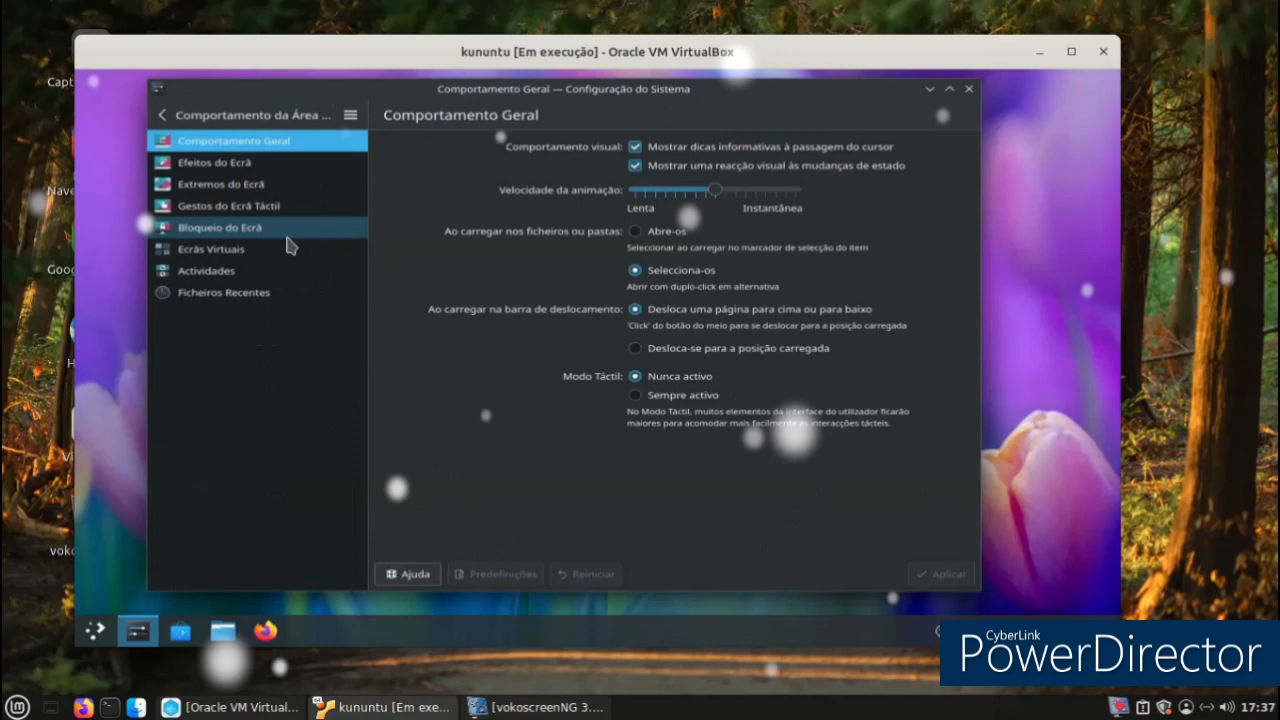 kununtu [Em execução] - Oracle VM VirtualBox
Capt
Nave
Goo
H
Vi
voko
Comportamento Geral — Configuração do Sistema
Comportamento da Área ...
Comportamento Geral
Efeitos do Ecrã
Extremos do Ecrã
Gestos do Ecrã Táctil
Bloqueio do Ecrã
Ecrãs Virtuais
Actividades
Ficheiros Recentes
Comportamento Geral
Comportamento visual: Mostrar dicas informativas à passagem do cursor
Mostrar uma reacção visual às mudanças de estado
Velocidade da animação:
Lenta Instantânea
Ao carregar nos ficheiros ou pastas: Abre-os
Seleccionar ao carregar no marcador de selecção do item
Selecciona-os
Abrir com duplo-click em alternativa
Ao carregar na barra de deslocamento: Desloca uma página para cima ou para baixo
'Click' do botão do meio para se deslocar para a posição carregada
Desloca-se para a posição carregada
Modo Táctil: Nunca activo
Sempre activo
No Modo Táctil, muitos elementos da interface do utilizador ficarão
maiores para acomodar mais facilmente as interacções tácteis.
Ajuda Predefinições Reiniciar Aplicar
CyberLink
PowerDirector
[Oracle VM Virtual... kununtu [Em exe... [vokoscreenNG 3.... 17:37